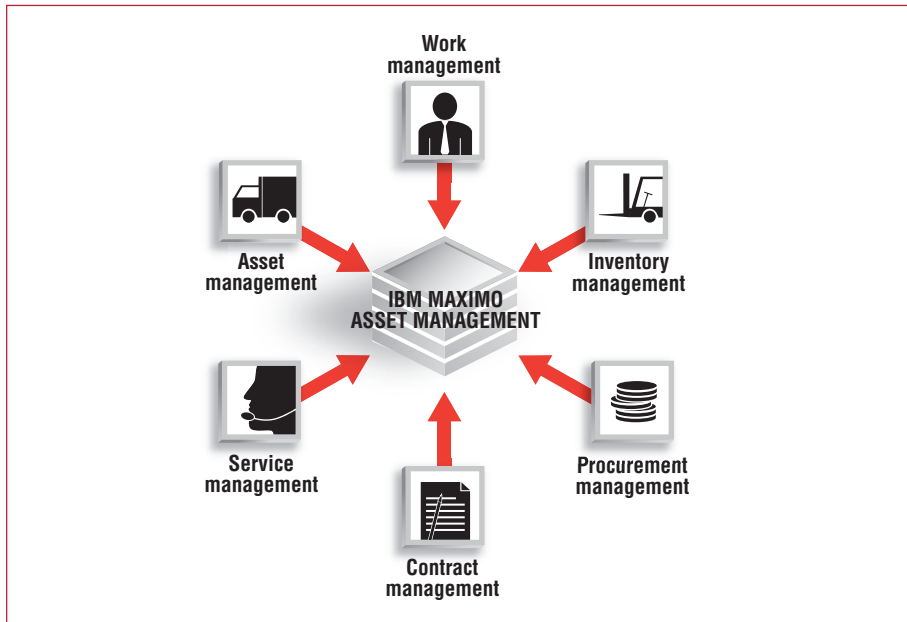 Work
management
Asset
management
Inventory
management
IBM MAXIMO
ASSET MANAGEMENT
Service
management
Procurement
management
Contract
management